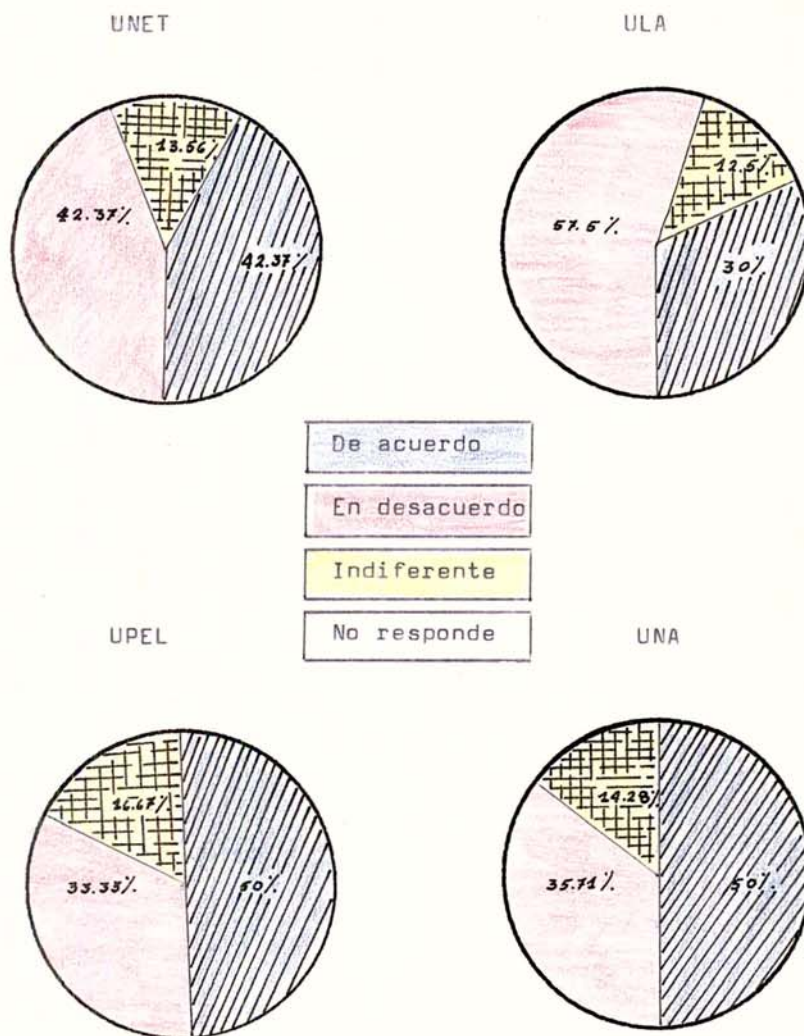 UNET
ULA
13.56%
42.37%
42.37%
12.5%
57.5%
30%
De acuerdo
En desacuerdo
Indiferente
No responde
UPEL
UNA
16.67%
33.33%
50%
14.28%
35.71%
50%